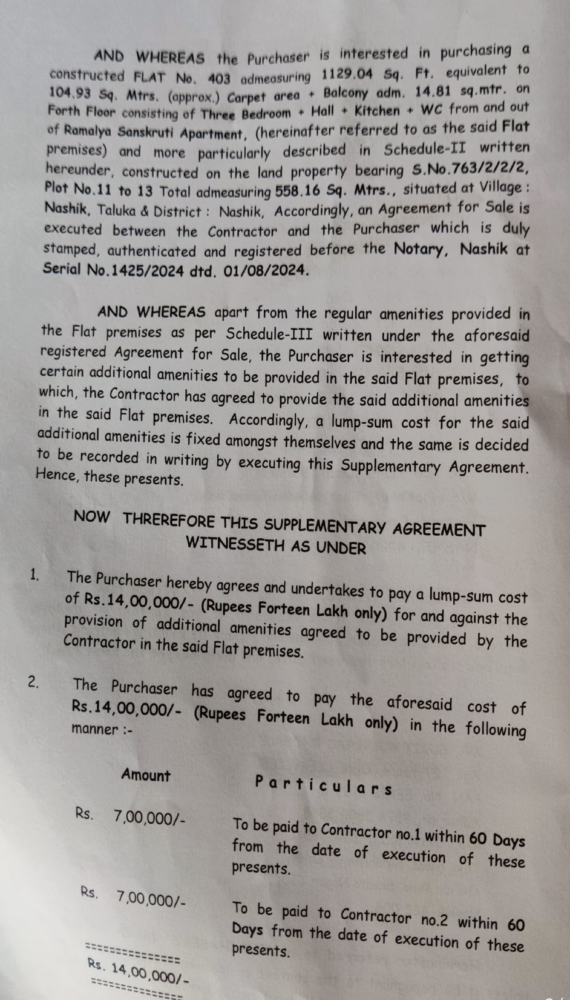 AND WHEREAS the Purchaser is interested in purchasing a
constructed FLAT No. 403 admeasuring 1129.04 Sq. Ft. equivalent to
104.93 Sq. Mtrs. (approx.) Carpet area + Balcony adm. 14.81 sq.mtr. on
Forth Floor consisting of Three Bedroom + Hall + Kitchen + WC from and out
of Ramalya Sanskruti Apartment, (hereinafter referred to as the said Flat
premises) and more particularly described in Schedule-II written
hereunder, constructed on the land property bearing S.No.763/2/2/2,
Plot No.11 to 13 Total admeasuring 558.16 Sq. Mtrs., situated at Village :
Nashik, Taluka & District : Nashik, Accordingly, an Agreement for Sale is
executed between the Contractor and the Purchaser which is duly
stamped, authenticated and registered before the Notary, Nashik at
Serial No.1425/2024 dtd. 01/08/2024.
AND WHEREAS apart from the regular amenities provided in
the Flat premises as per Schedule-III written under the aforesaid
registered Agreement for Sale, the Purchaser is interested in getting
certain additional amenities to be provided in the said Flat premises, to
which, the Contractor has agreed to provide the said additional amenities
in the said Flat premises. Accordingly, a lump-sum cost for the said
additional amenities is fixed amongst themselves and the same is decided
to be recorded in writing by executing this Supplementary Agreement.
Hence, these presents.
NOW THREREFORE THIS SUPPLEMENTARY AGREEMENT
WITNESSETH AS UNDER
1. The Purchaser hereby agrees and undertakes to pay a lump-sum cost
of Rs.14,00,000/- (Rupees Forteen Lakh only) for and against the
provision of additional amenities agreed to be provided by the
Contractor in the said Flat premises.
2. The Purchaser has agreed to pay the aforesaid cost of
Rs.14,00,000/- (Rupees Forteen Lakh only) in the following
manner :-
Amount Particulars
Rs. 7,00,000/- To be paid to Contractor no.1 within 60 Days
from the date of execution of these
presents.
Rs. 7,00,000/- To be paid to Contractor no.2 within 60
Days from the date of execution of these
presents.
===============
Rs. 14,00,000/-
===============